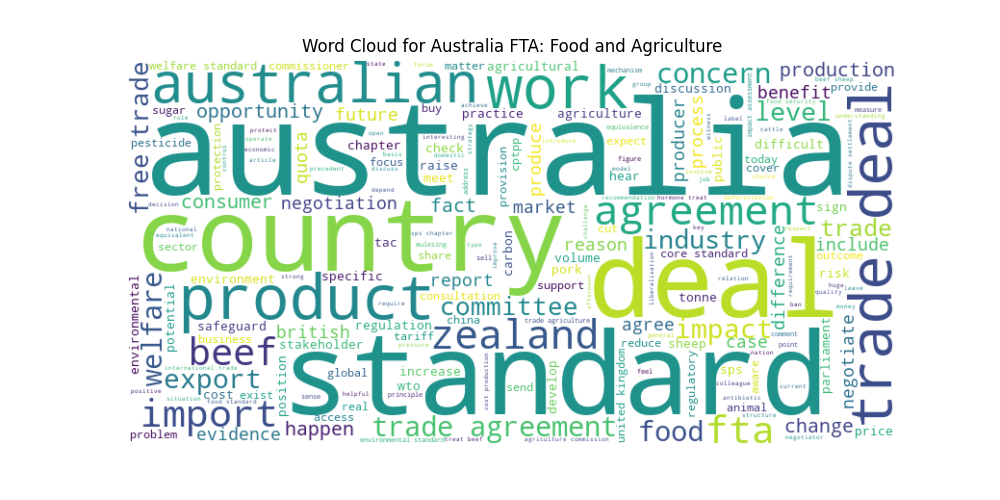 Word Cloud for Australia FTA: Food and Agriculture
welfare standard
commissioner
state
forum
matter
agricultural
mechanism
group
concern
production
australian
work
discussion
beef sheep
provide
free trade
sugar
role
opportunity
future
buy
achieve
practice
agriculture
label
level
benefit
food security
measure
understanding
impact assessment
pesticide
protect
operate
economic
article
protection
control
quota
chapter
check
open
basis
discuss
precedent
focus
raise
meet
interesting
domestic
strategy
address
equivalence
introduce
produce
expect
figure
model
job
hear
provision
cptpp
producer
process
witness
public
involve
difficult
today
cattle
cover
choice
dispute settlement
australia
consumer
negotiation
depend
fact
market
recommendation
hormone treat
deforestation
key
respect
sign
trade deal
decision
national
equivalent
sector
country
sps chapter
Mulesing
type
tac
share
sell
improve
carbon
challenge
cut
agreement
reason
volume
industry
core standard
liberalisation
difference
requirement
trade
include
outcome
risk
environment
strong
specific
report
support
pork
afternoon
deal
relation
ban
huge
leave
quality
environmental
welfare
potential
product
require
consultation
committee
tonne
money
safeguard
business
british
regulation
china
trade agriculture
tariff
pressure
zealand
agree
reduce
general
sheep
impact
case
comment
point
parliament
negotiate
stakeholder
international trade
beef
positive
situation
export
food standard
cost
exist
position
global
sense
helpful
real
access
increase
wto
principle
cost production
send
develop
standard
feel
regulatory
sps
aware
nation
colleague
current
antibiotic
structure
animal
negotiator
united kingdom
import
problem
evidence
happen
environmental standard
trade agreement
treat beef
agriculture commission
food
fta
change
price